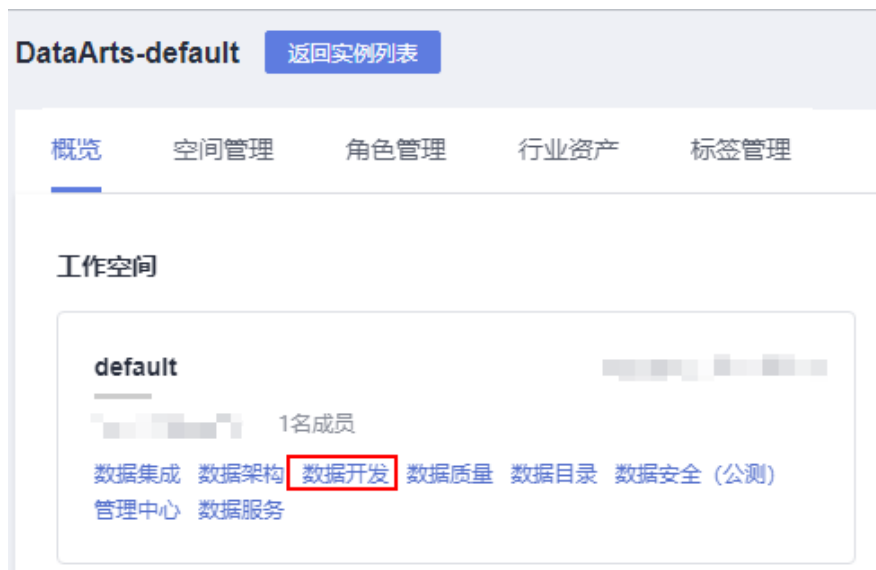 DataArts-default 返回实例列表
概览 空间管理 角色管理 行业资产 标签管理
工作空间
default
1名成员
数据集成 数据架构 数据开发 数据质量 数据目录 数据安全 (公测)
管理中心 数据服务